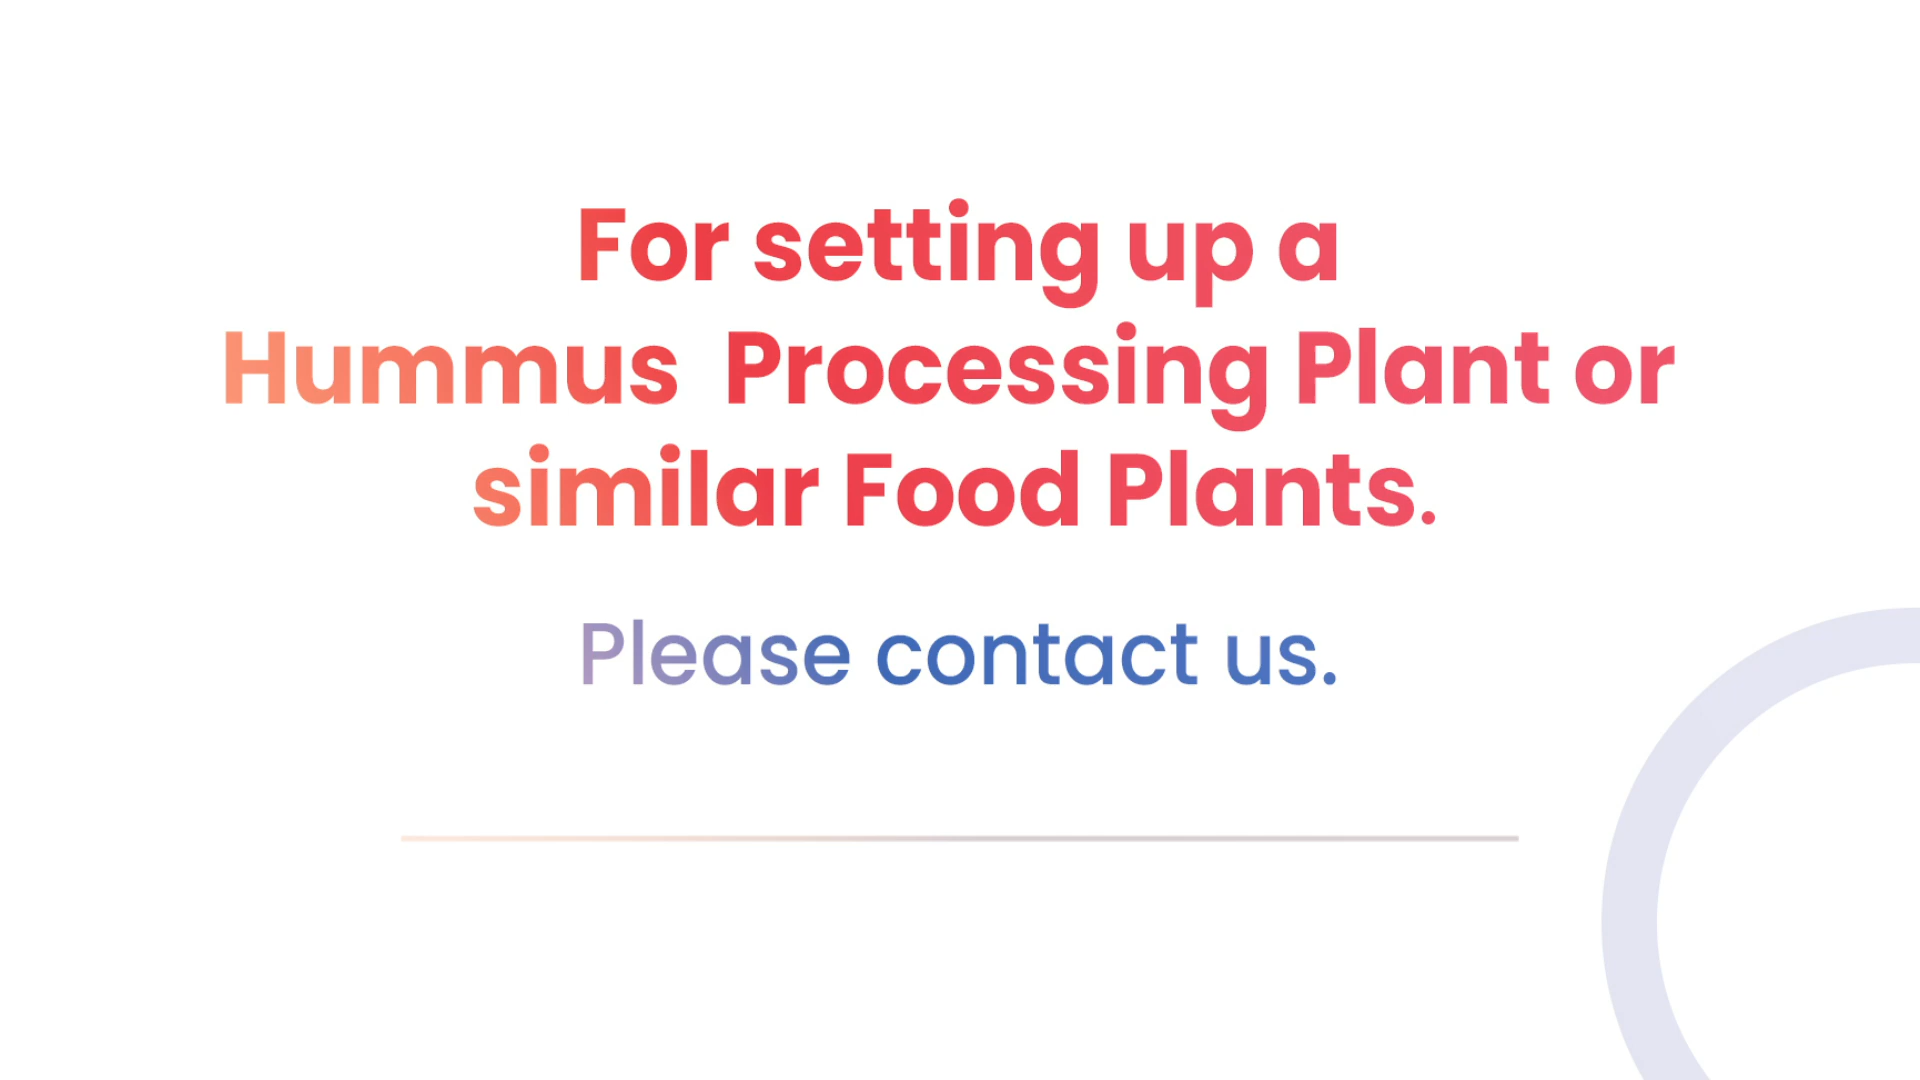 For setting up a
Hummus  Processing Plant or
similar Food Plants.
Please contact us.